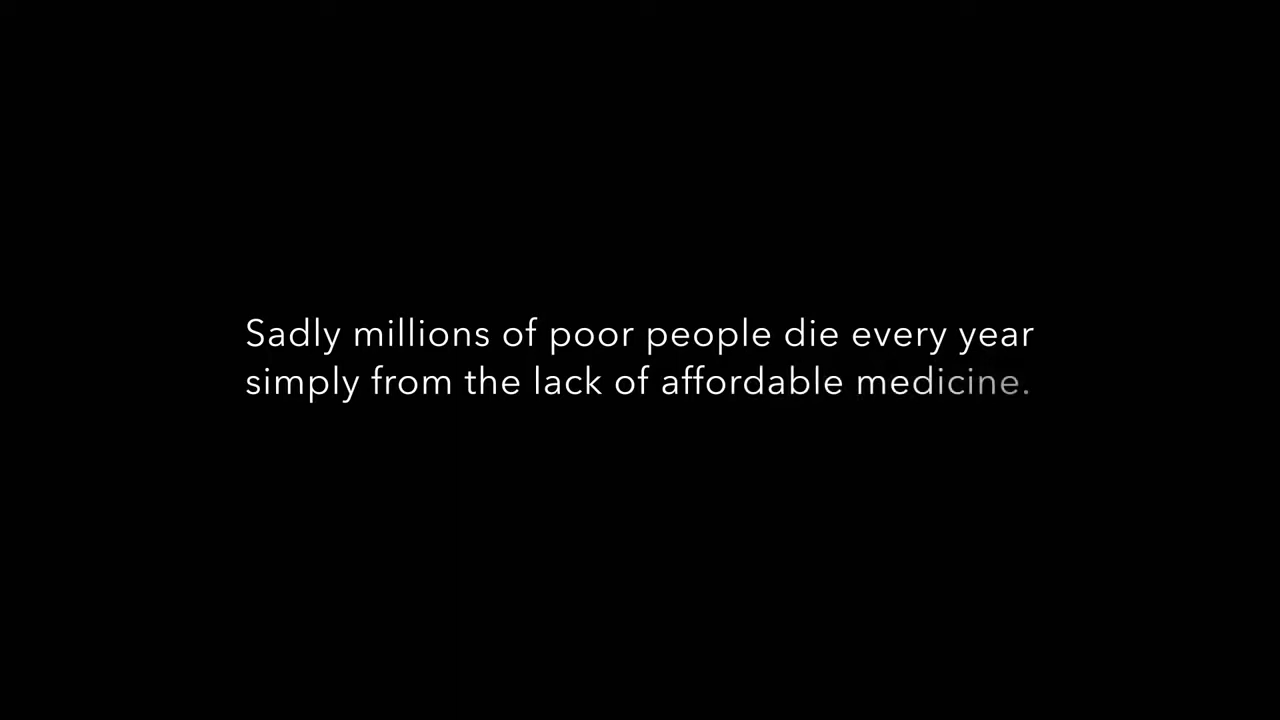 Sadly millions of poor people die every year
simply from the lack of affordable medicine.